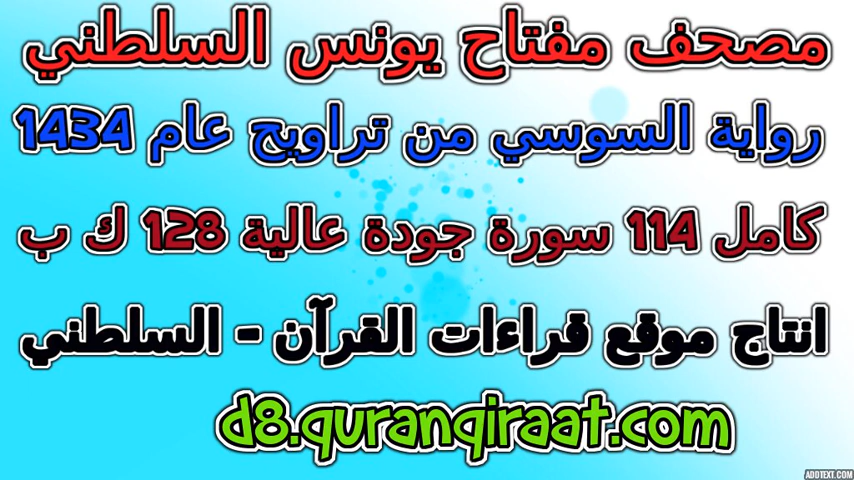 مصحف مفتاح يونس السلطني
رواية السوسي من تراويح عام 1434
كامل 114 سورة جودة عالية 128 ك ب
انتاج موقع قراءات القرآن - السلطني
d8.quranqiraat.com
ADDTEXT.COM